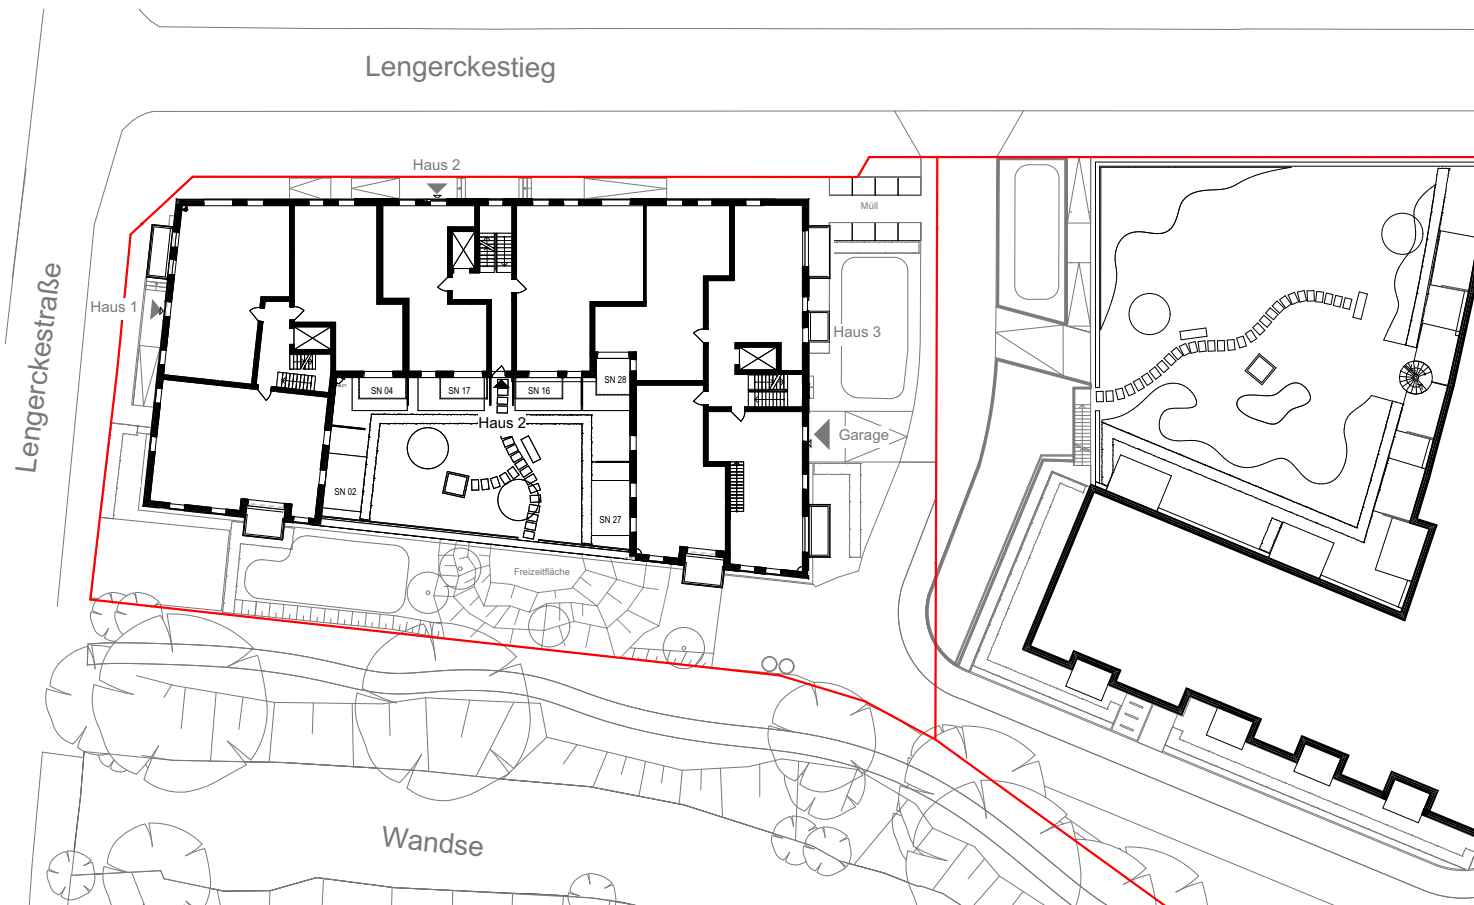 Lengerckestieg
Haus 2
Müll
Lengerckestraße
Haus 1
Haus 3
SN 04
SN 17
SN 16
SN 28
Haus 2
Garage
SN 02
SN 27
Freizeitfläche
Wandse